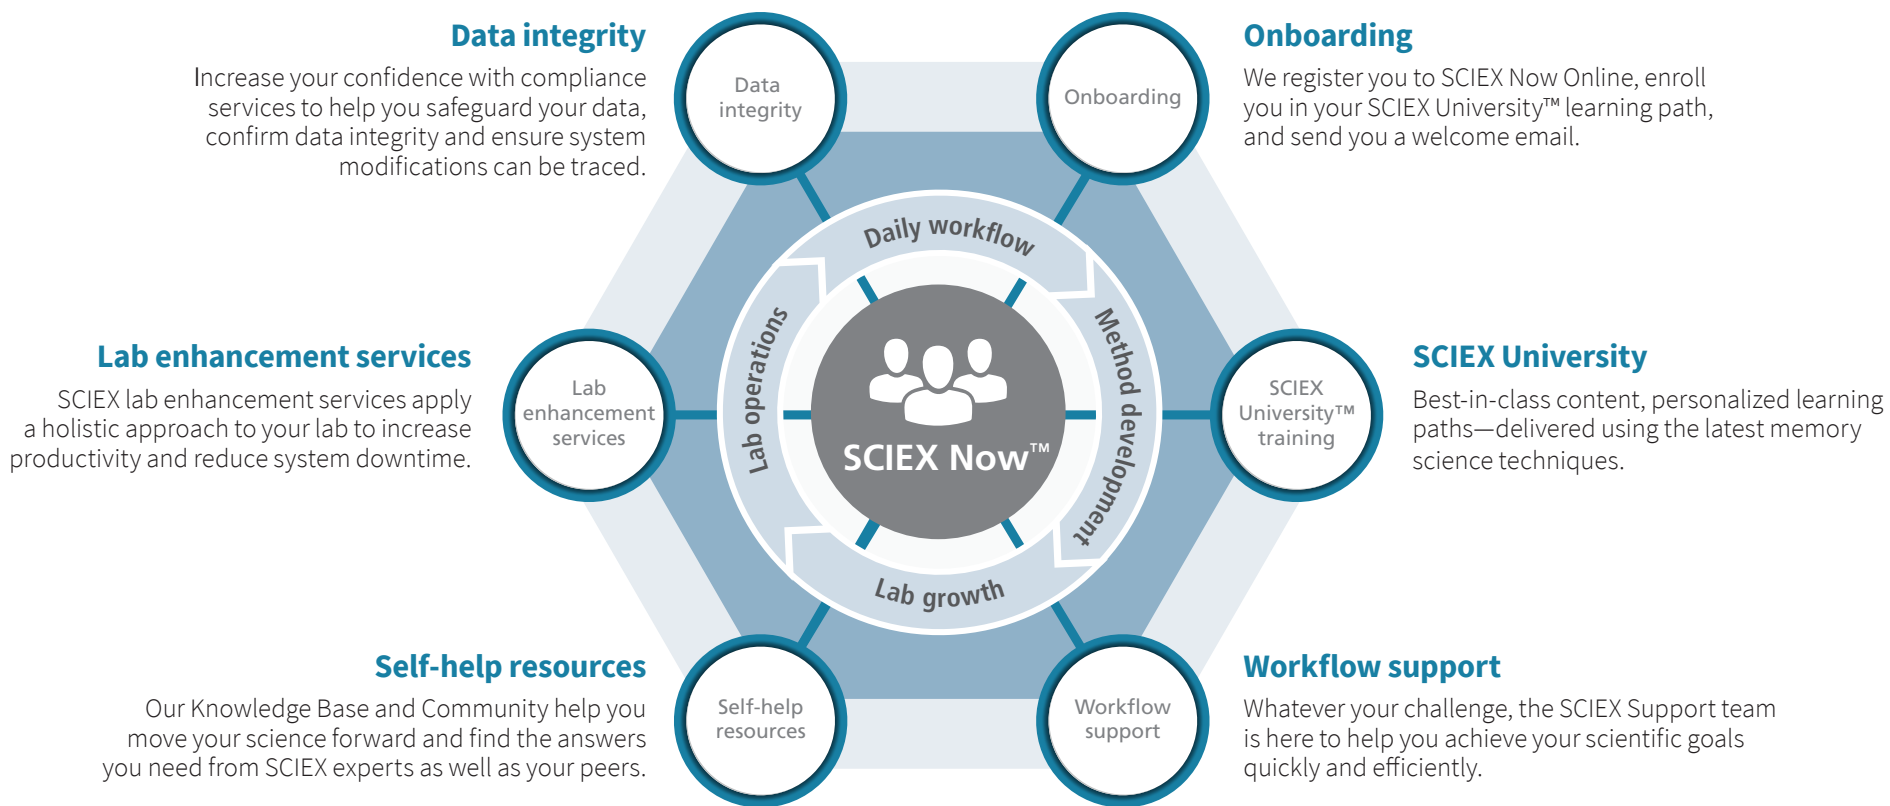 Data integrity
Increase your confidence with compliance
services to help you safeguard your data,
confirm data integrity and ensure system
modifications can be traced.
Data
integrity
Onboarding
Onboarding
We register you to SCIEX Now Online, enroll
you in your SCIEX University™ learning path,
and send you a welcome email.
Daily workflow
Method development
Lab growth
Lab operations
SCIEX Now™
Lab enhancement services
SCIEX lab enhancement services apply
a holistic approach to your lab to increase
productivity and reduce system downtime.
Lab
enhancement
services
SCIEX
University™
training
SCIEX University
Best-in-class content, personalized learning
paths—delivered using the latest memory
science techniques.
Self-help resources
Our Knowledge Base and Community help you
move your science forward and find the answers
you need from SCIEX experts as well as your peers.
Self-help
resources
Workflow
support
Workflow support
Whatever your challenge, the SCIEX Support team
is here to help you achieve your scientific goals
quickly and efficiently.